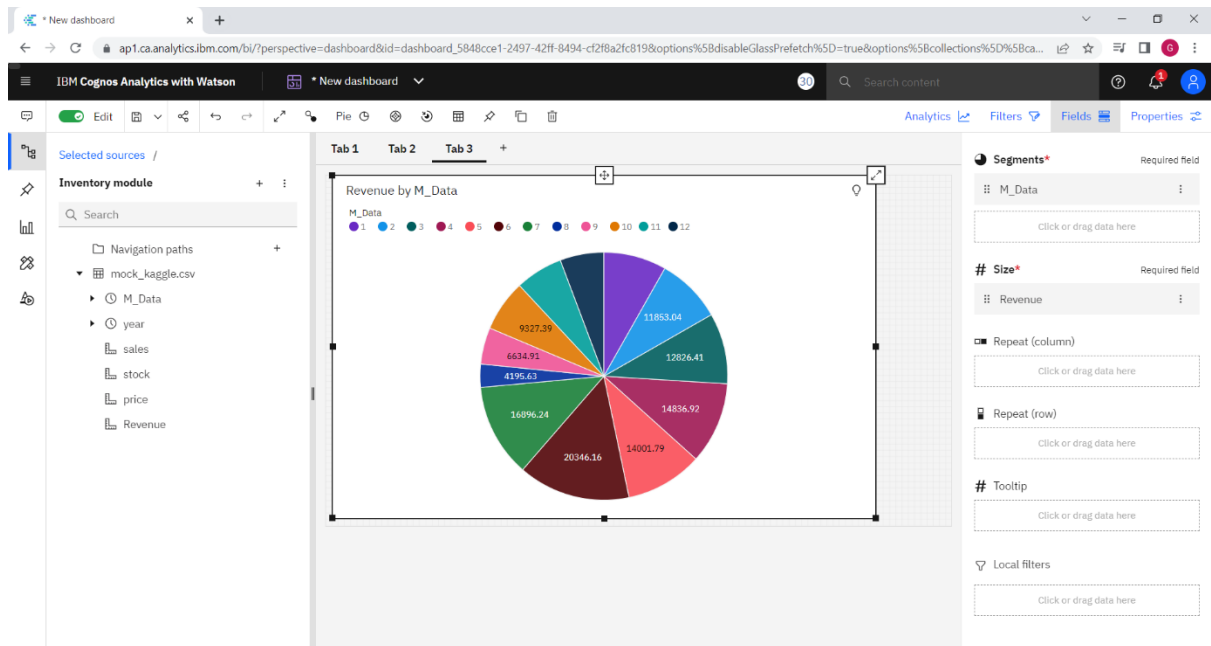 * New dashboard
ap1.ca.analytics.ibm.com/bi/?perspective=dashboard&id=dashboard_5848cce1-2497-42ff-8494-cf2f8a2fc819&options%5BdisableGlassPrefetch%5D=true&options%5Bcollections%5D%5Bca...
G
IBM Cognos Analytics with Watson
* New dashboard
30
Search content
1
Edit
Pie
Analytics
Filters
Fields
Properties
Selected sources /
Inventory module
Search
Navigation paths
mock_kaggle.csv
M_Data
year
sales
stock
price
Revenue
Tab 1 Tab 2 Tab 3 +
Revenue by M_Data
M_Data
1 2 3 4 5 6 7 8 9 10 11 12
11853.04
12826.41
14836.92
14001.79
20346.16
16896.24
4195.63
6634.91
9327.39
Segments* Required field
M_Data
Click or drag data here
# Size* Required field
Revenue
Repeat (column)
Click or drag data here
Repeat (row)
Click or drag data here
# Tooltip
Click or drag data here
Local filters
Click or drag data here